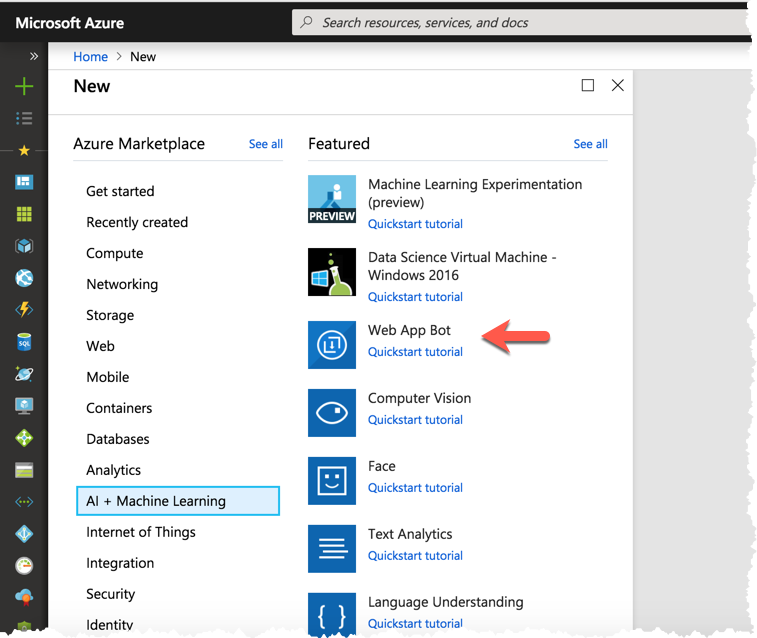 Microsoft Azure
Search resources, services, and docs
Home > New
New
Azure Marketplace
See all
Get started
Recently created
Compute
Networking
Storage
Web
Mobile
Containers
Databases
Analytics
AI + Machine Learning
Internet of Things
Integration
Security
Identity
Featured
See all
PREVIEW
Machine Learning Experimentation
(preview)
Quickstart tutorial
Data Science Virtual Machine -
Windows 2016
Quickstart tutorial
Web App Bot
Quickstart tutorial
Computer Vision
Quickstart tutorial
Face
Quickstart tutorial
Text Analytics
Quickstart tutorial
Language Understanding
Quickstart tutorial
SQL